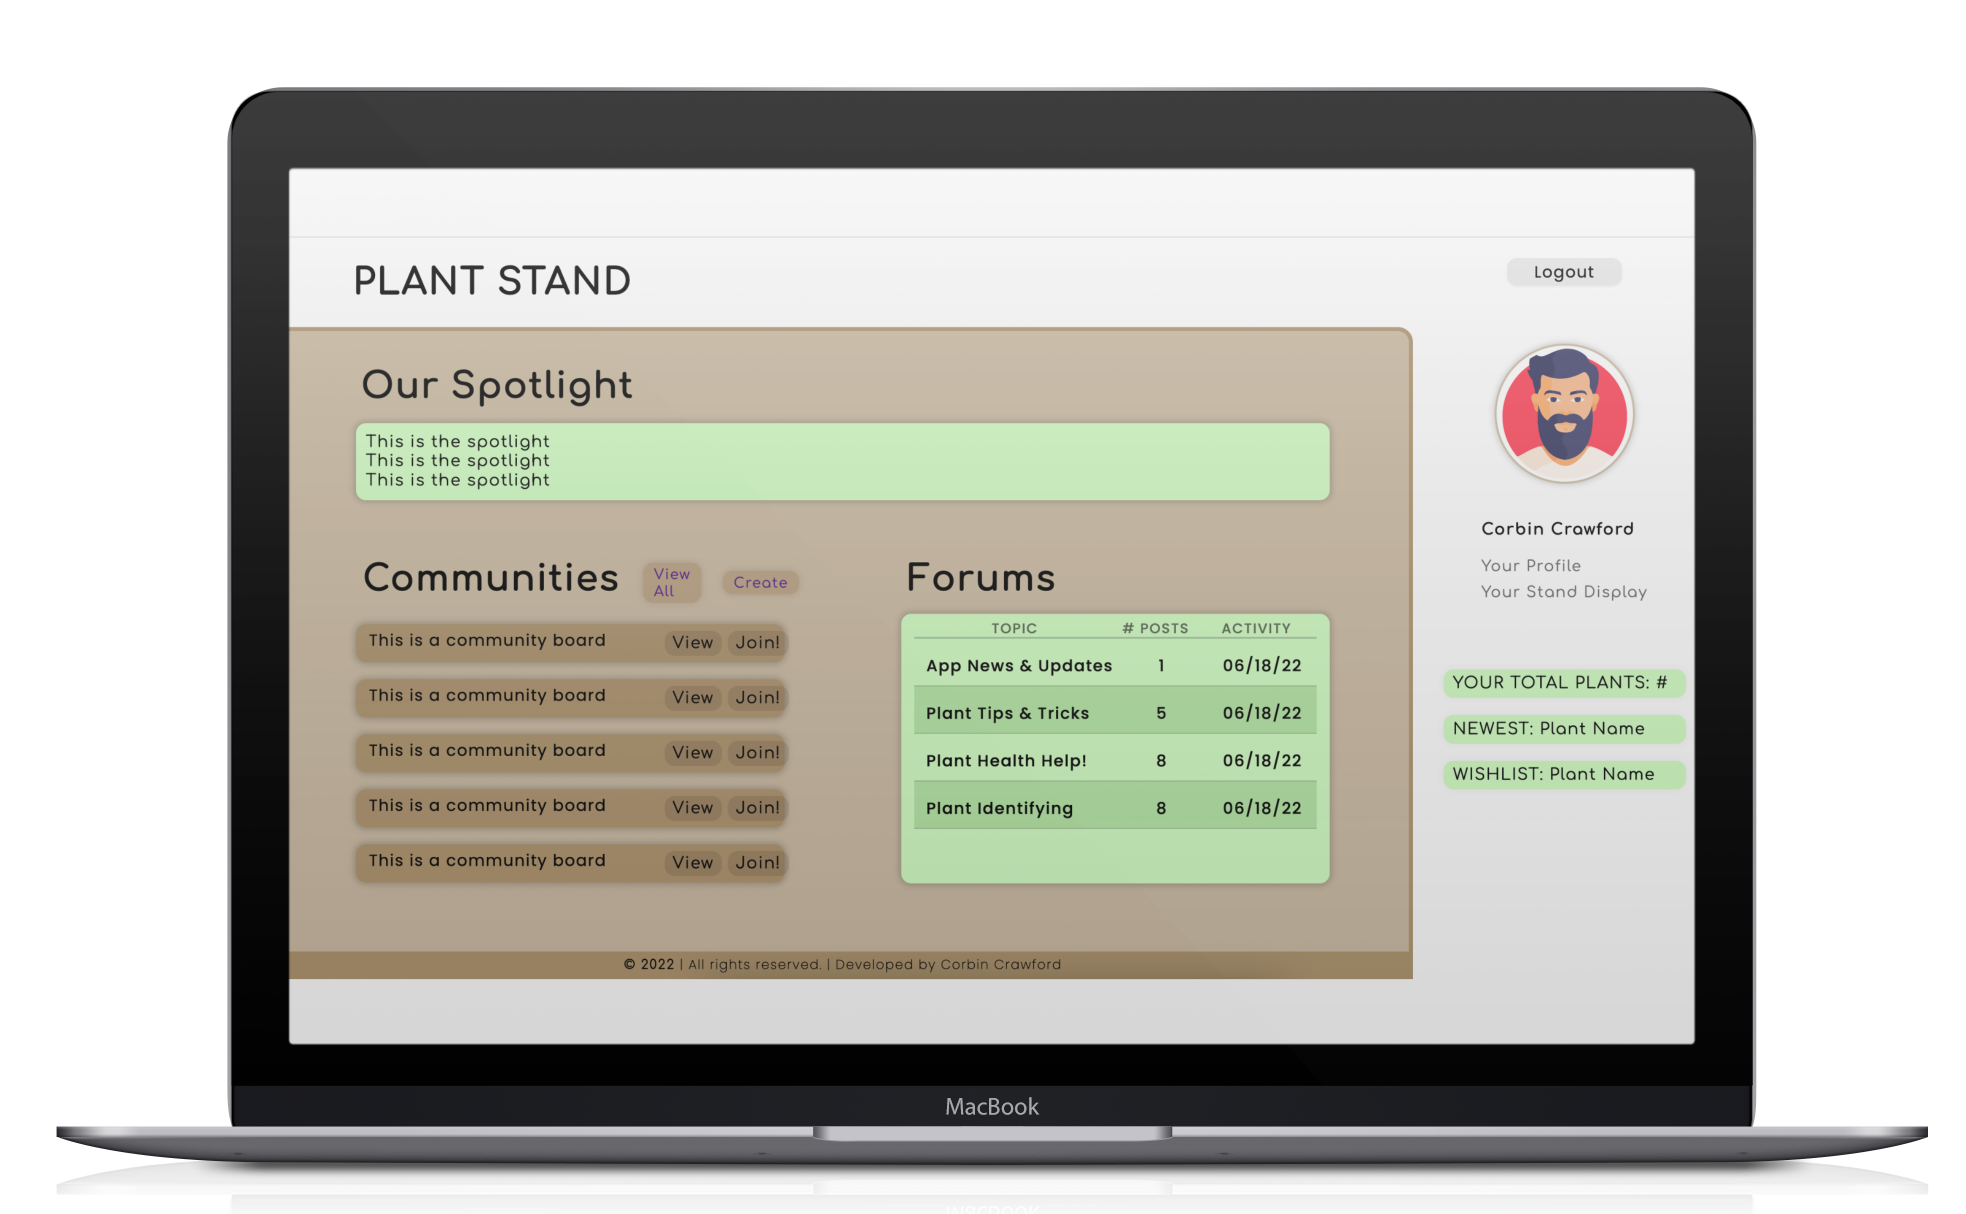 PLANT STAND
Logout
Our Spotlight
This is the spotlight
This is the spotlight
This is the spotlight
Communities
View
All
Create
This is a community board View Join!
This is a community board View Join!
This is a community board View Join!
This is a community board View Join!
This is a community board View Join!
Forums
TOPIC # POSTS ACTIVITY
App News & Updates 1 06/18/22
Plant Tips & Tricks 5 06/18/22
Plant Health Help! 8 06/18/22
Plant Identifying 8 06/18/22
Corbin Crawford
Your Profile
Your Stand Display
YOUR TOTAL PLANTS: #
NEWEST: Plant Name
WISHLIST: Plant Name
© 2022 | All rights reserved. | Developed by Corbin Crawford
MacBook